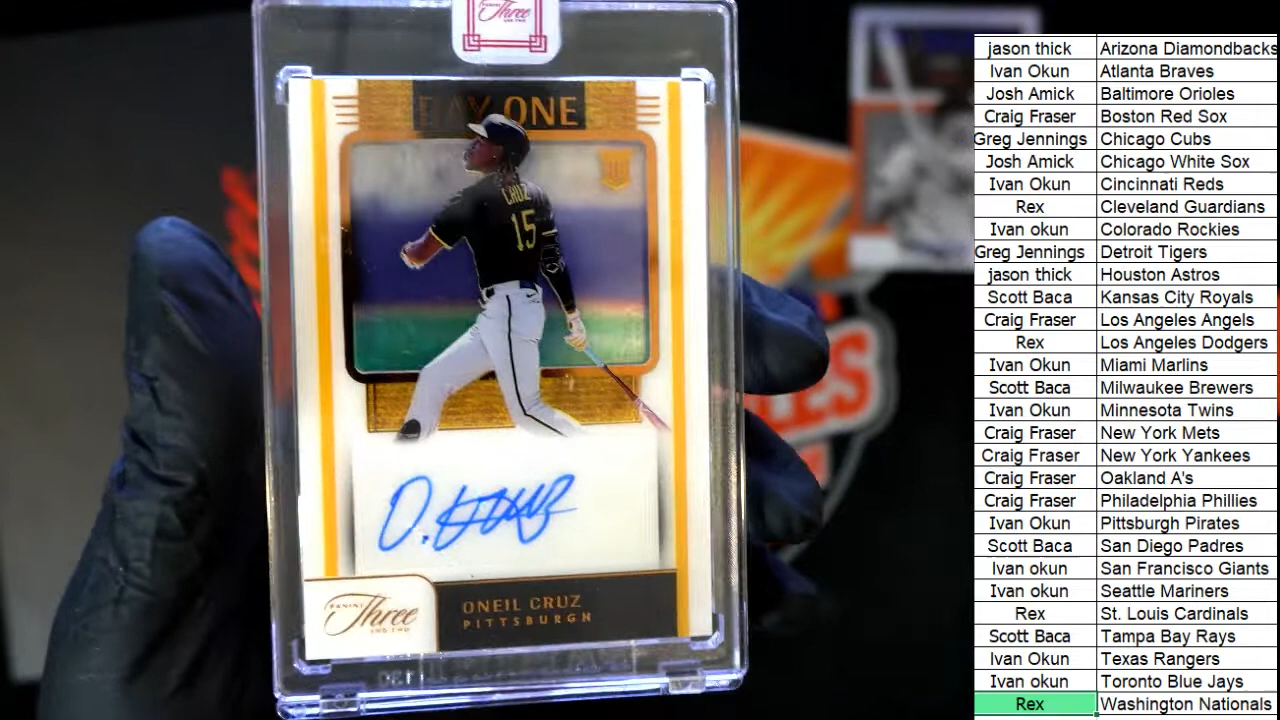 PANINI
Three
AND TWO
DAY ONE
CRUZ
15
O. Cruz
PANINI
Three
AND TWO
ONEIL CRUZ
PITTSBURGH
jason thick Arizona Diamondbacks
Ivan Okun Atlanta Braves
Josh Amick Baltimore Orioles
Craig Fraser Boston Red Sox
Greg Jennings Chicago Cubs
Josh Amick Chicago White Sox
Ivan Okun Cincinnati Reds
Rex Cleveland Guardians
Ivan okun Colorado Rockies
Greg Jennings Detroit Tigers
jason thick Houston Astros
Scott Baca Kansas City Royals
Craig Fraser Los Angeles Angels
Rex Los Angeles Dodgers
Ivan Okun Miami Marlins
Scott Baca Milwaukee Brewers
Ivan Okun Minnesota Twins
Craig Fraser New York Mets
Craig Fraser New York Yankees
Craig Fraser Oakland A's
Craig Fraser Philadelphia Phillies
Ivan Okun Pittsburgh Pirates
Scott Baca San Diego Padres
Ivan okun San Francisco Giants
Ivan okun Seattle Mariners
Rex St. Louis Cardinals
Scott Baca Tampa Bay Rays
Ivan Okun Texas Rangers
Ivan okun Toronto Blue Jays
Rex Washington Nationals